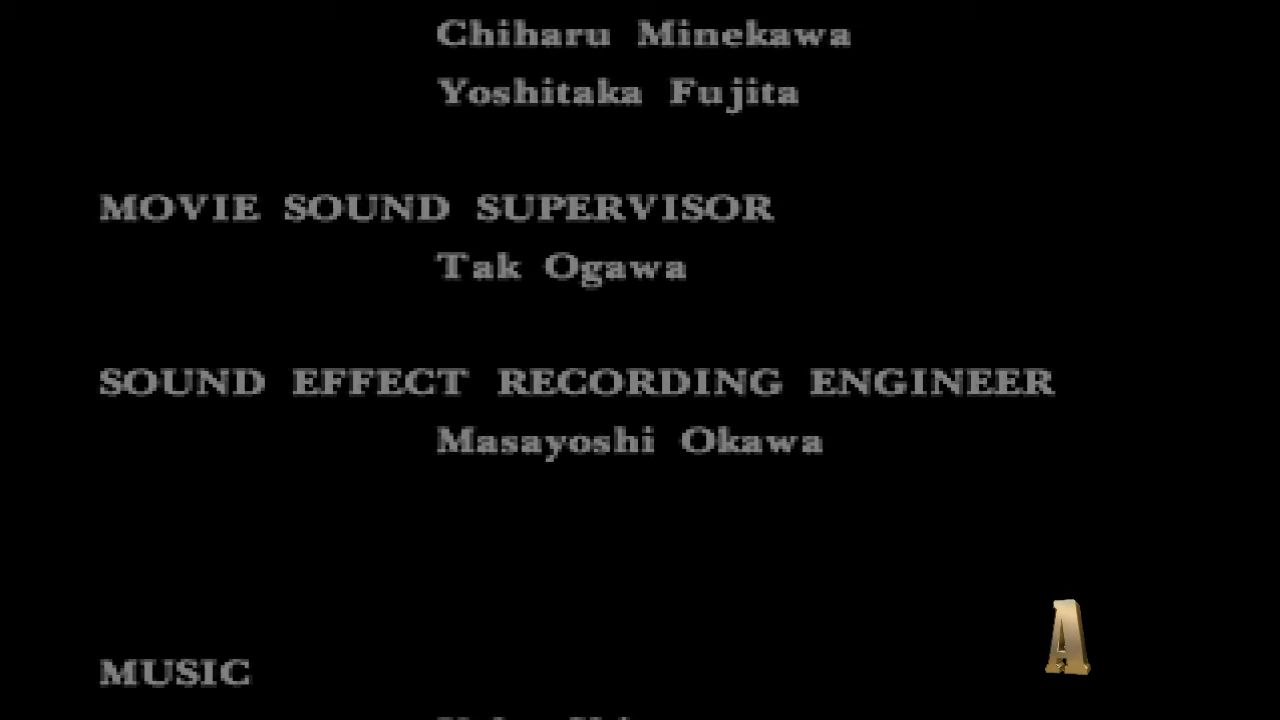 Chiharu Minekawa
Yoshitaka Fujita
MOVIE SOUND SUPERVISOR
Tak Ogawa
SOUND EFFECT RECORDING ENGINEER
Masayoshi Okawa
A
MUSIC